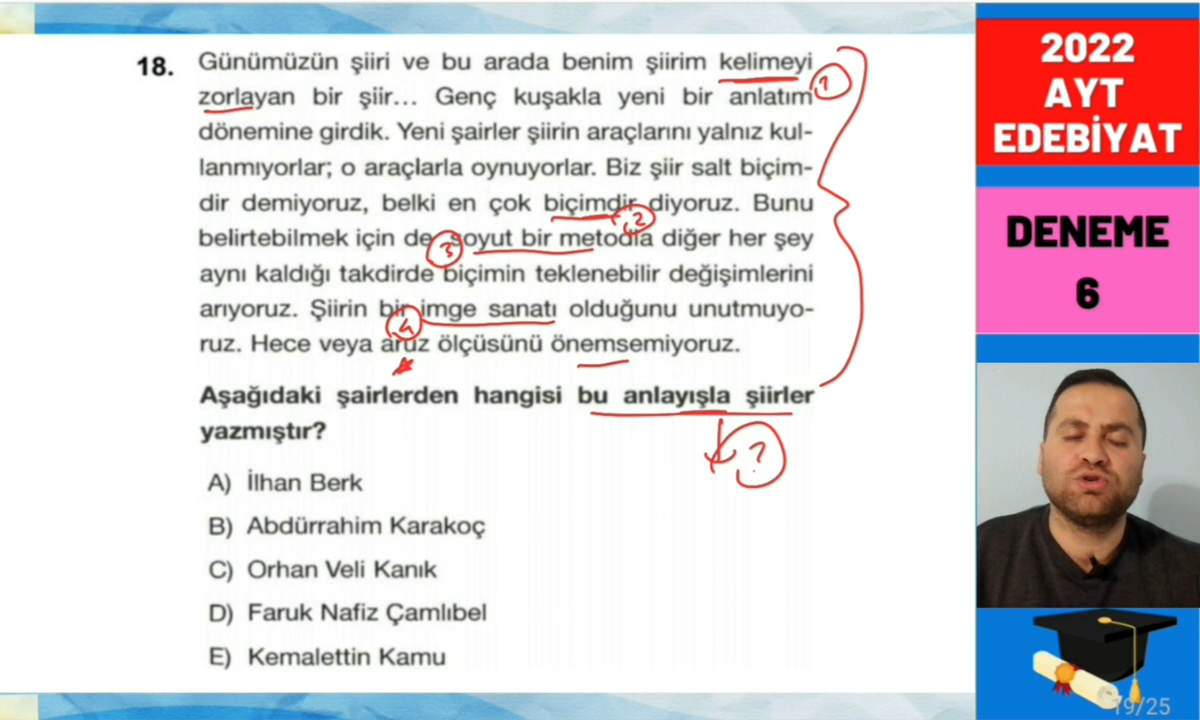 18. Günümüzün şiiri ve bu arada benim şiirim kelimeyi
zorlayan bir şiir... Genç kuşakla yeni bir anlatım
dönemine girdik. Yeni şairler şiirin araçlarını yalnız kul-
lanmıyorlar; o araçlarla oynuyorlar. Biz şiir salt biçim-
dir demiyoruz, belki en çok biçimdir diyoruz. Bunu
belirtebilmek için de soyut bir metodla diğer her şey
aynı kaldığı takdirde biçimin teklenebilir değişimlerini
arıyoruz. Şiirin bir imge sanatı olduğunu unutmuyo-
ruz. Hece veya aruz ölçüsünü önemsemiyoruz.
Aşağıdaki şairlerden hangisi bu anlayışla şiirler
yazmıştır?
A) İlhan Berk
B) Abdürrahim Karakoç
C) Orhan Veli Kanık
D) Faruk Nafiz Çamlıbel
E) Kemalettin Kamu
1
2
3
4
?
2022
AYT
EDEBİYAT
DENEME
6
19/25